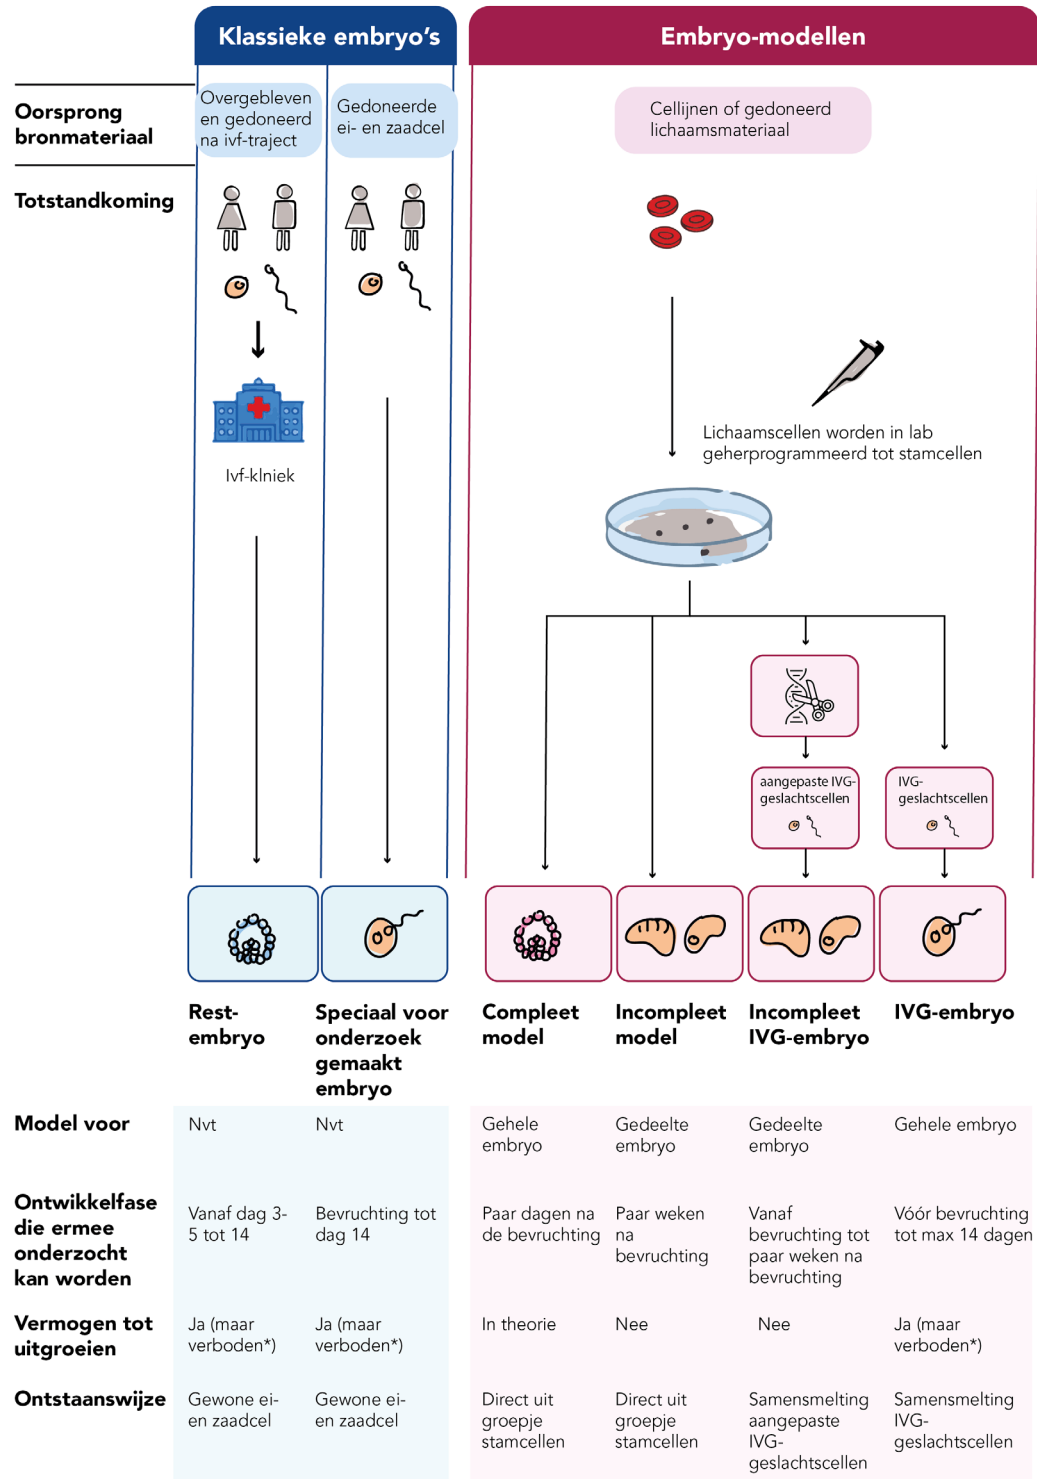 Klassieke embryo's
Embryo-modellen
Oorsprong
bronmateriaal
Overgebleven
en gedoneerd
na ivf-traject
Gedoneerde
ei- en zaadcel
Cellijnen of gedoneerd
lichaamsmateriaal
Totstandkoming
Ivf-klniek
Lichaamscellen worden in lab
geherprogrammeerd tot stamcellen
aangepaste IVG-
geslachtscellen
IVG-
geslachtscellen
Rest-
embryo
Speciaal voor
onderzoek
gemaakt
embryo
Compleet
model
Incompleet
model
Incompleet
IVG-embryo
IVG-embryo
Model voor
Nvt
Nvt
Gehele
embryo
Gedeelte
embryo
Gedeelte
embryo
Gehele embryo
Ontwikkelfase
die ermee
onderzocht
kan worden
Vanaf dag 3-
5 tot 14
Bevruchting tot
dag 14
Paar dagen na
de bevruchting
Paar weken
na
bevruchting
Vanaf
bevruchting tot
paar weken na
bevruchting
Vóór bevruchting
tot max 14 dagen
Vermogen tot
uitgroeien
Ja (maar
verboden*)
Ja (maar
verboden*)
In theorie
Nee
Nee
Ja (maar
verboden*)
Ontstaanswijze
Gewone ei-
en zaadcel
Gewone ei-
en zaadcel
Direct uit
groepje
stamcellen
Direct uit
groepje
stamcellen
Samensmelting
aangepaste
IVG-
geslachtscellen
Samensmelting
IVG-
geslachtscellen